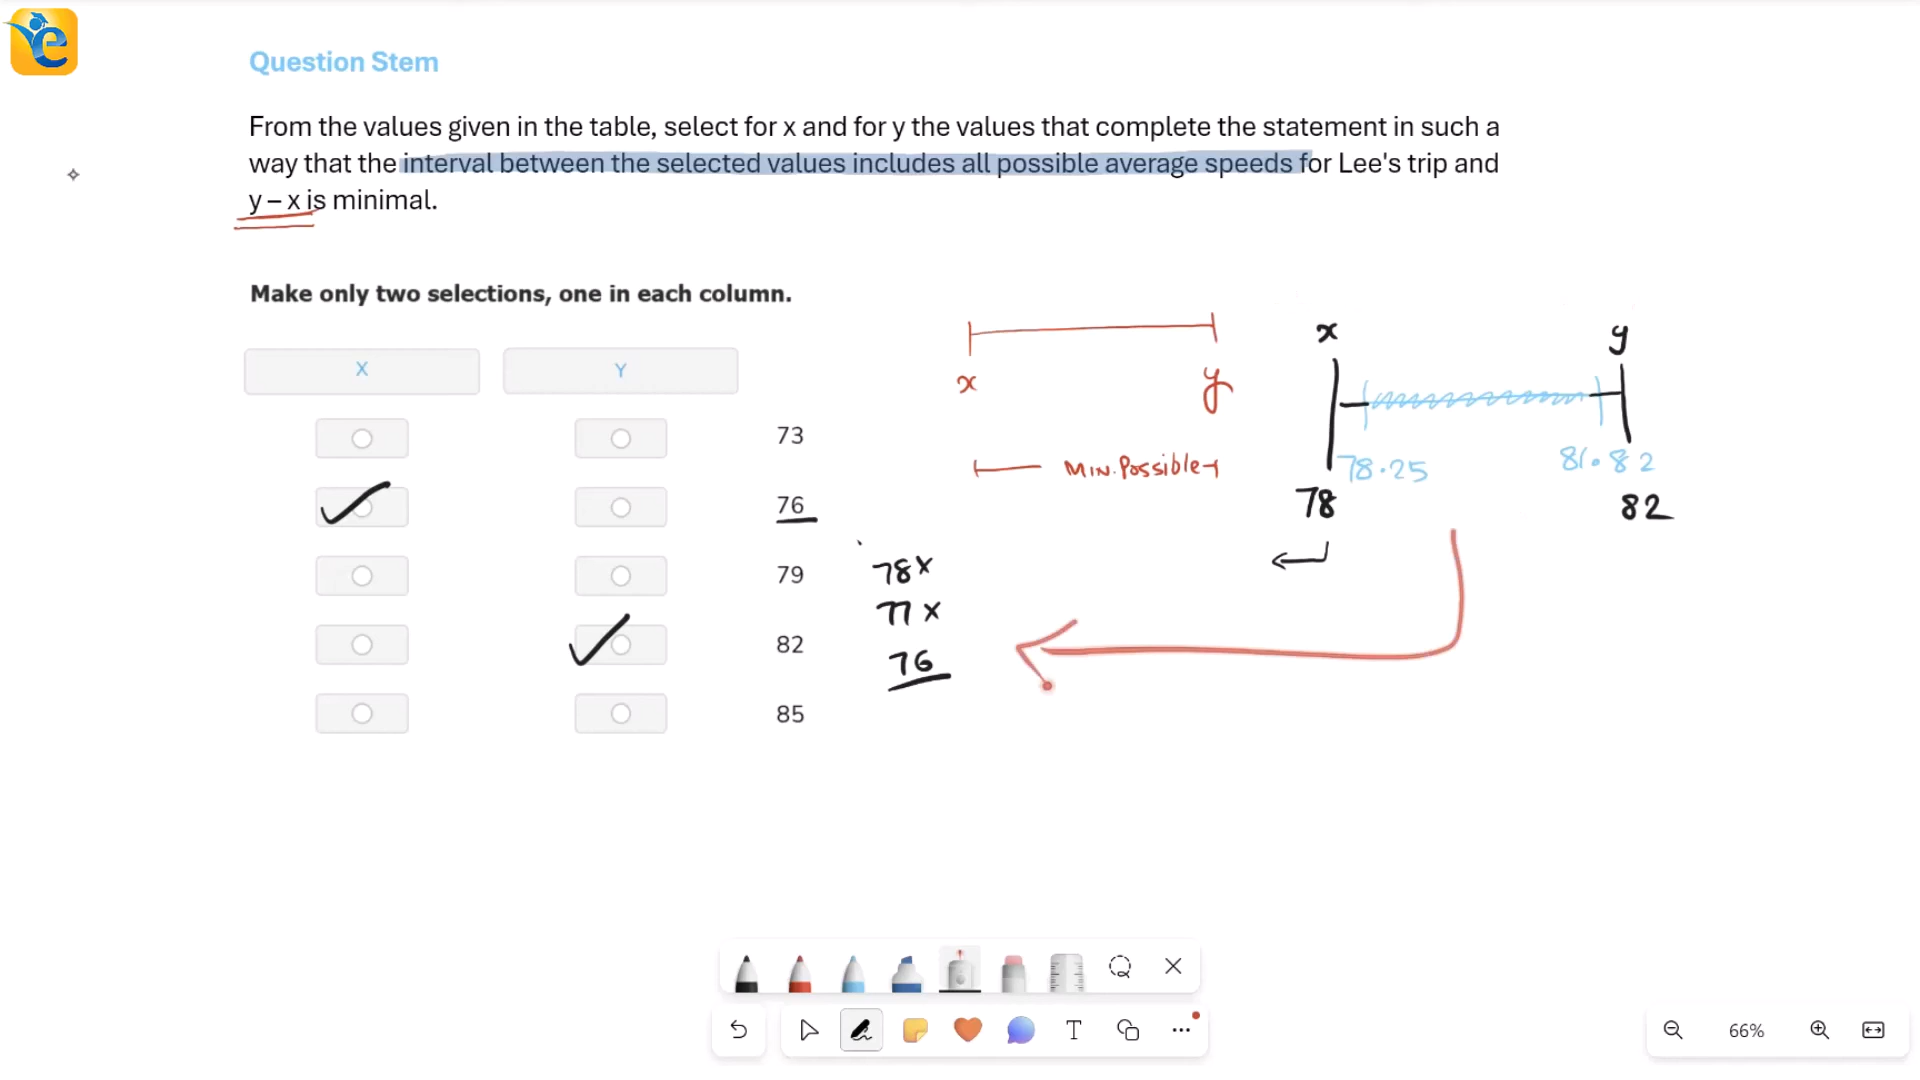 Question Stem
From the values given in the table, select for x and for y the values that complete the statement in such a
way that the interval between the selected values includes all possible average speeds for Lee's trip and
y – x is minimal.
Make only two selections, one in each column.
X Y
73
76
79
82
85
x y
Min. Possible
78x
77x
76
x y
78.25 81.82
78 82
66%